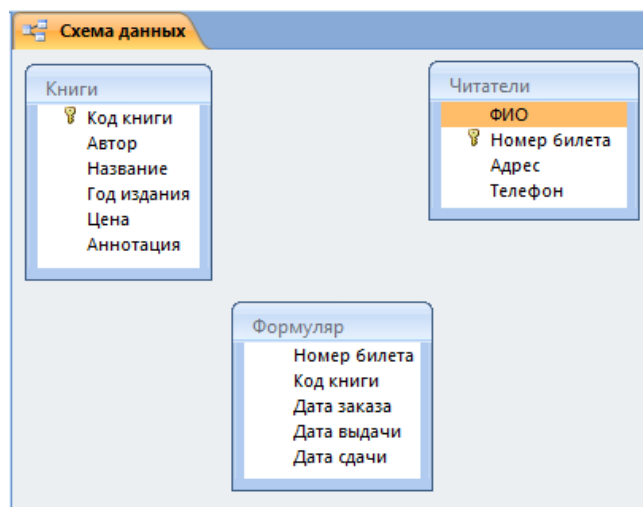 Схема данных
Книги
Код книги
Автор
Название
Год издания
Цена
Аннотация
Читатели
ФИО
Номер билета
Адрес
Телефон
Формуляр
Номер билета
Код книги
Дата заказа
Дата выдачи
Дата сдачи